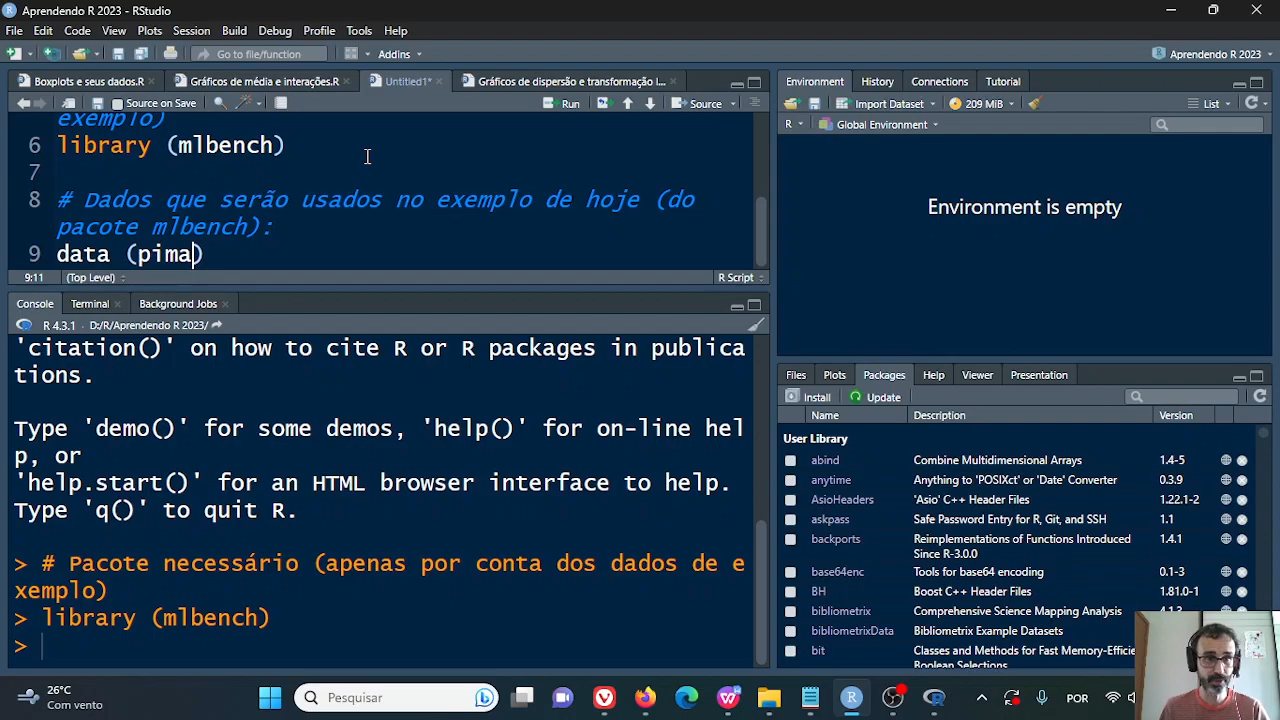 Aprendendo R 2023 - RStudio
File Edit Code View Plots Session Build Debug Profile Tools Help
Go to file/function Addins Aprendendo R 2023
Boxplots e seus dados.R Gráficos de média e interações.R Untitled1* Gráficos de dispersão e transformação l...
Source on Save Run Source
exemplo)
6 library (mlbench)
7
8 # Dados que serão usados no exemplo de hoje (do
pacote mlbench):
9 data (pima)
9:11 (Top Level) R Script
Console Terminal Background Jobs
R 4.3.1 · D:/R/Aprendendo R 2023/
'citation()' on how to cite R or R packages in publica
tions.
Type 'demo()' for some demos, 'help()' for on-line hel
p, or
'help.start()' for an HTML browser interface to help.
Type 'q()' to quit R.
> # Pacote necessário (apenas por conta dos dados de e
xemplo)
> library (mlbench)
>
Environment History Connections Tutorial
Import Dataset 209 MiB List
R Global Environment
Environment is empty
Files Plots Packages Help Viewer Presentation
Install Update
Name Description Version
User Library
abind Combine Multidimensional Arrays 1.4-5
anytime Anything to 'POSIXct' or 'Date' Converter 0.3.9
AsioHeaders 'Asio' C++ Header Files 1.22.1-2
askpass Safe Password Entry for R, Git, and SSH 1.1
backports Reimplementations of Functions Introduced 1.4.1
Since R-3.0.0
base64enc Tools for base64 encoding 0.1-3
BH Boost C++ Header Files 1.81.0-1
bibliometrix Comprehensive Science Mapping Analysis 4.1.3
bibliometrixData Bibliometrix Example Datasets
bit Classes and Methods for Fast Memory-Efficie
Boolean Selections
26°C
Com vento
Pesquisar
POR